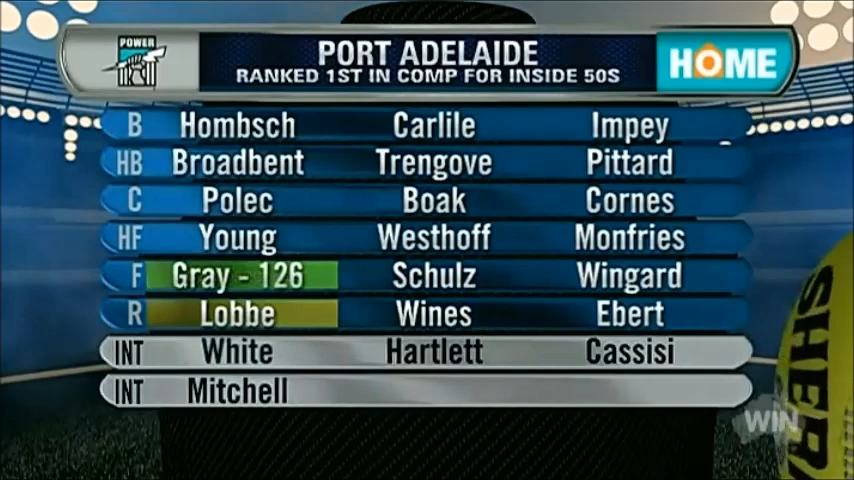 POWER
PORT ADELAIDE
RANKED 1ST IN COMP FOR INSIDE 50S
HOME
B Hombsch Carlile Impey
HB Broadbent Trengove Pittard
C Polec Boak Cornes
HF Young Westhoff Monfries
F Gray - 126 Schulz Wingard
R Lobbe Wines Ebert
INT White Hartlett Cassisi
INT Mitchell
WIN
SHERR